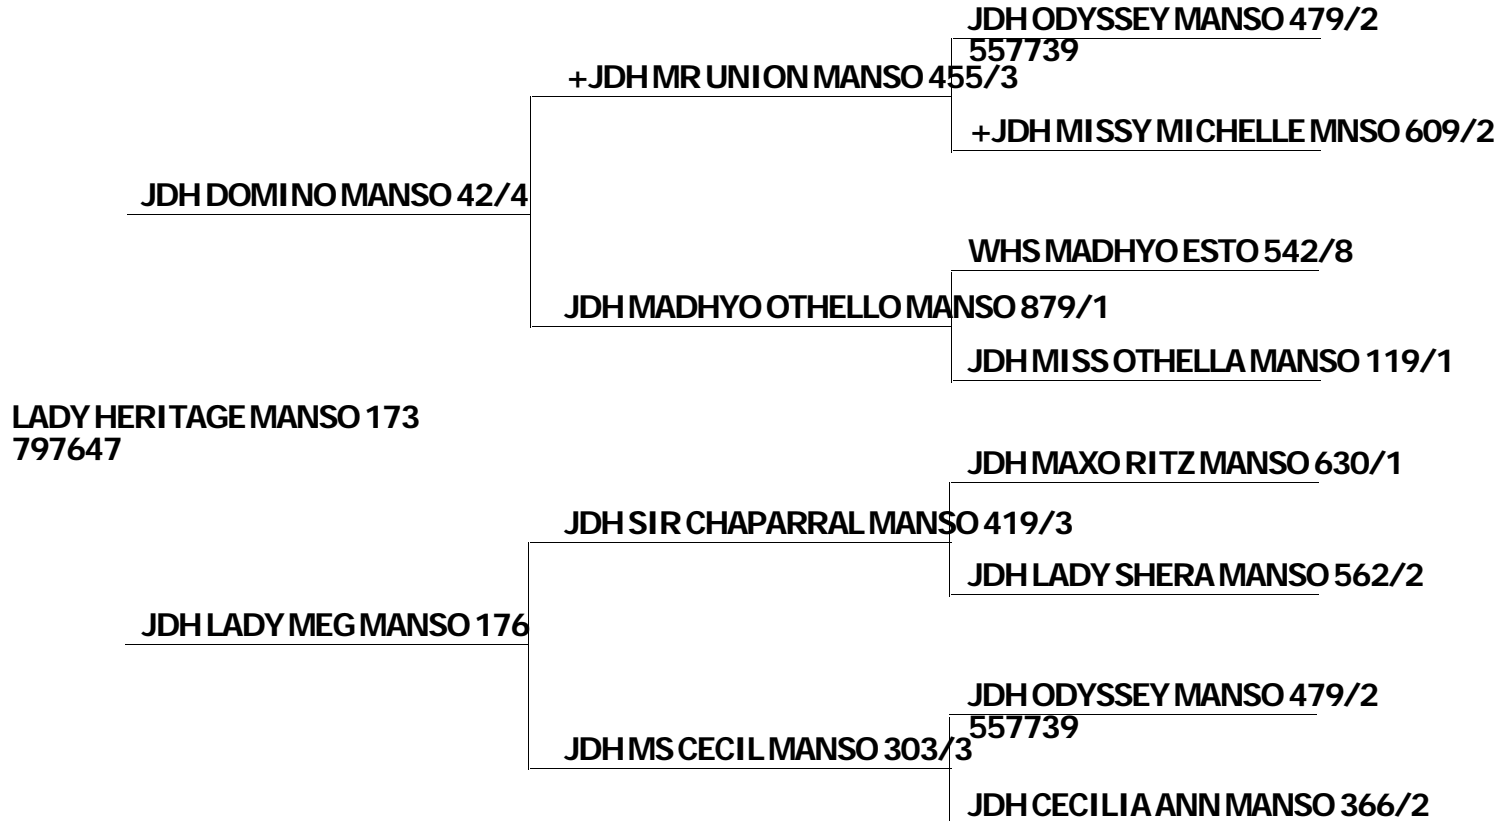 JDH ODYSSEY MANSO 479/2
557739
+JDH MR UNION MANSO 455/3
+JDH MISSY MICHELLE MNSO 609/2
JDH DOMINO MANSO 42/4
WHS MADHYO ESTO 542/8
JDH MADHYO OTHELLO MANSO 879/1
JDH MISS OTHELLA MANSO 119/1
LADY HERITAGE MANSO 173
797647
JDH MAXO RITZ MANSO 630/1
JDH SIR CHAPARRAL MANSO 419/3
JDH LADY SHERA MANSO 562/2
JDH LADY MEG MANSO 176
JDH ODYSSEY MANSO 479/2
557739
JDH MS CECIL MANSO 303/3
JDH CECILIA ANN MANSO 366/2